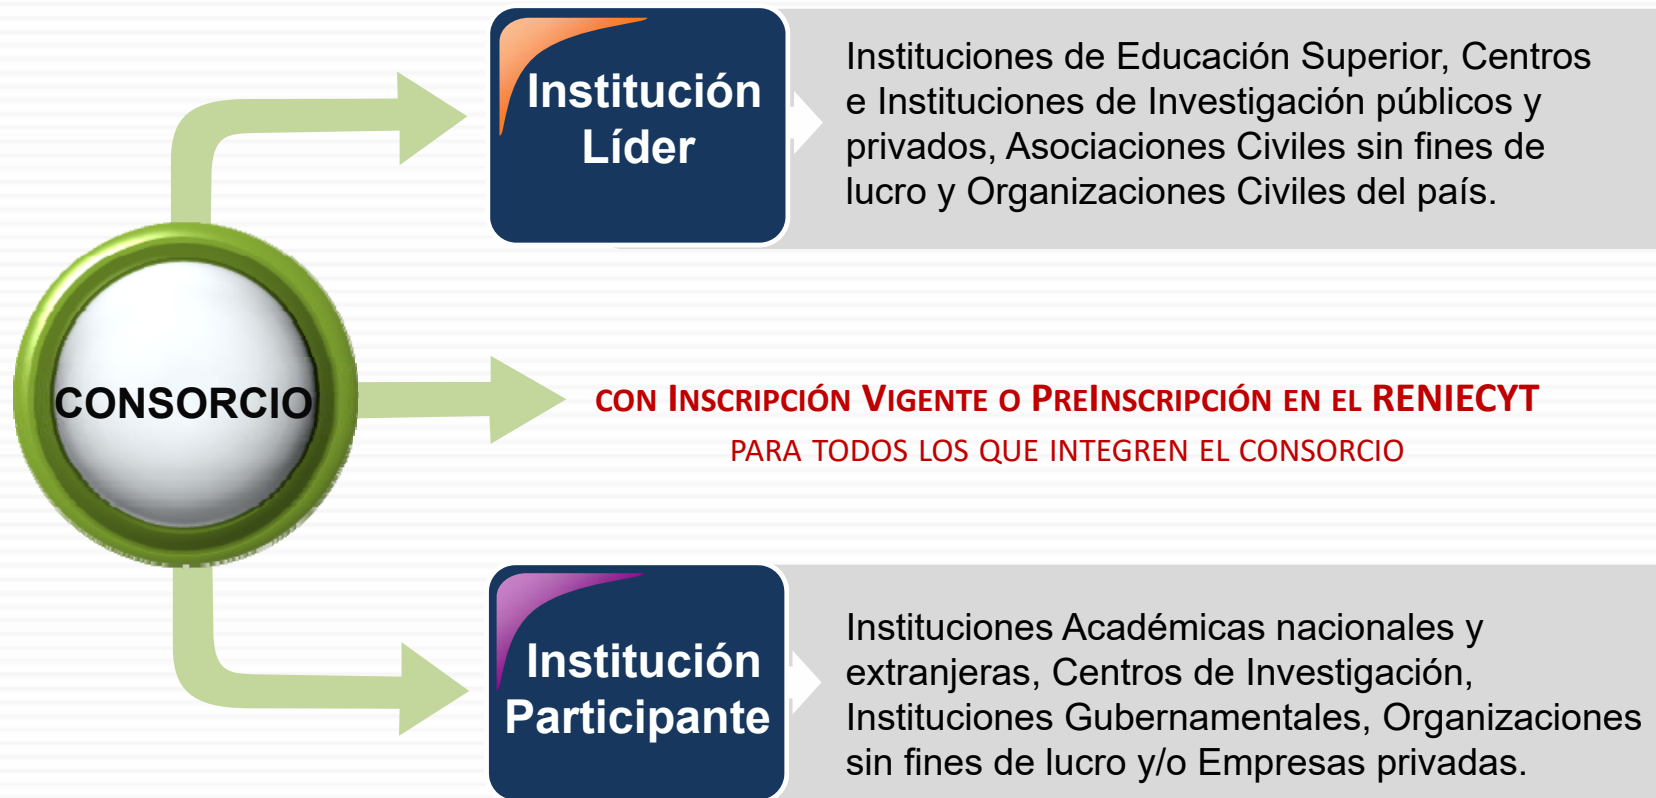 Institución
Líder
Instituciones de Educación Superior, Centros
e Instituciones de Investigación públicos y
privados, Asociaciones Civiles sin fines de
lucro y Organizaciones Civiles del país.
CONSORCIO
CON INSCRIPCIÓN VIGENTE O PREINSCRIPCIÓN EN EL RENIECYT
PARA TODOS LOS QUE INTEGREN EL CONSORCIO
Institución
Participante
Instituciones Académicas nacionales y
extranjeras, Centros de Investigación,
Instituciones Gubernamentales, Organizaciones
sin fines de lucro y/o Empresas privadas.